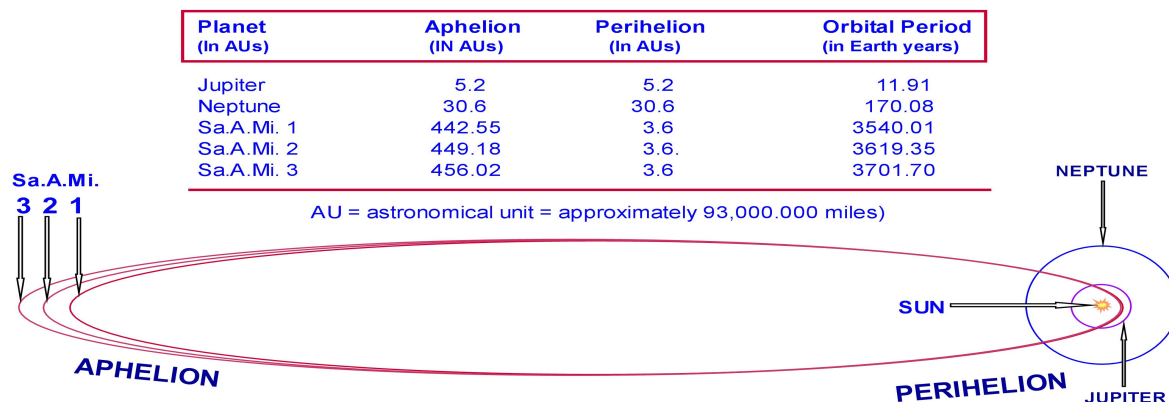 Planet Aphelion Perihelion Orbital Period
(In AUs) (IN AUs) (In AUs) (in Earth years)
Jupiter 5.2 5.2 11.91
Neptune 30.6 30.6 170.08
Sa.A.Mi. 1 442.55 3.6 3540.01
Sa.A.Mi. 2 449.18 3.6. 3619.35
Sa.A.Mi. 3 456.02 3.6 3701.70
AU = astronomical unit = approximately 93,000.000 miles)
Sa.A.Mi.
3 2 1
NEPTUNE
SUN
APHELION
PERIHELION
JUPITER